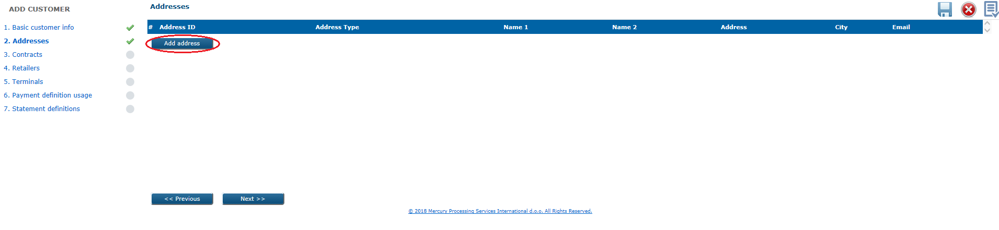 ADD CUSTOMER
1. Basic customer info
2. Addresses
3. Contracts
4. Retailers
5. Terminals
6. Payment definition usage
7. Statement definitions
Addresses
# Address ID Address Type Name 1 Name 2 Address City Email
Add address
<< Previous Next >>
© 2018 Mercury Processing Services International d.o.o. All Rights Reserved.